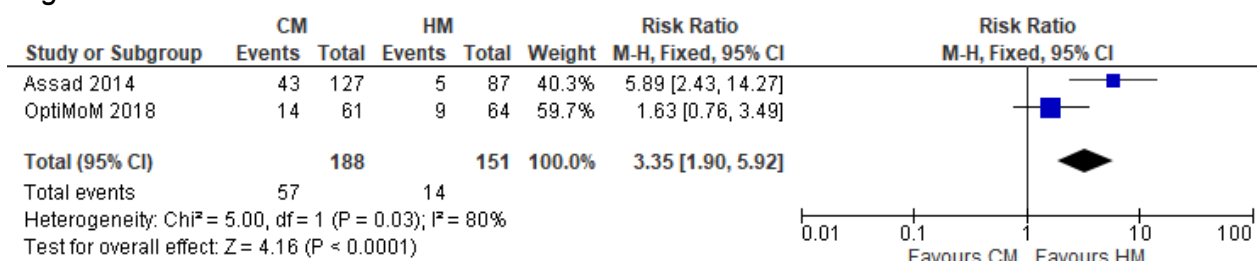 CM HM Risk Ratio Risk Ratio
Study or Subgroup Events Total Events Total Weight M-H, Fixed, 95% CI M-H, Fixed, 95% CI
Assad 2014 43 127 5 87 40.3% 5.89 [2.43, 14.27]
OptiMoM 2018 14 61 9 64 59.7% 1.63 [0.76, 3.49]
Total (95% CI) 188 151 100.0% 3.35 [1.90, 5.92]
Total events 57 14
Heterogeneity: Chi² = 5.00, df = 1 (P = 0.03); I² = 80%
Test for overall effect: Z = 4.16 (P < 0.0001)
0.01 0.1 1 10 100
Favours CM Favours HM